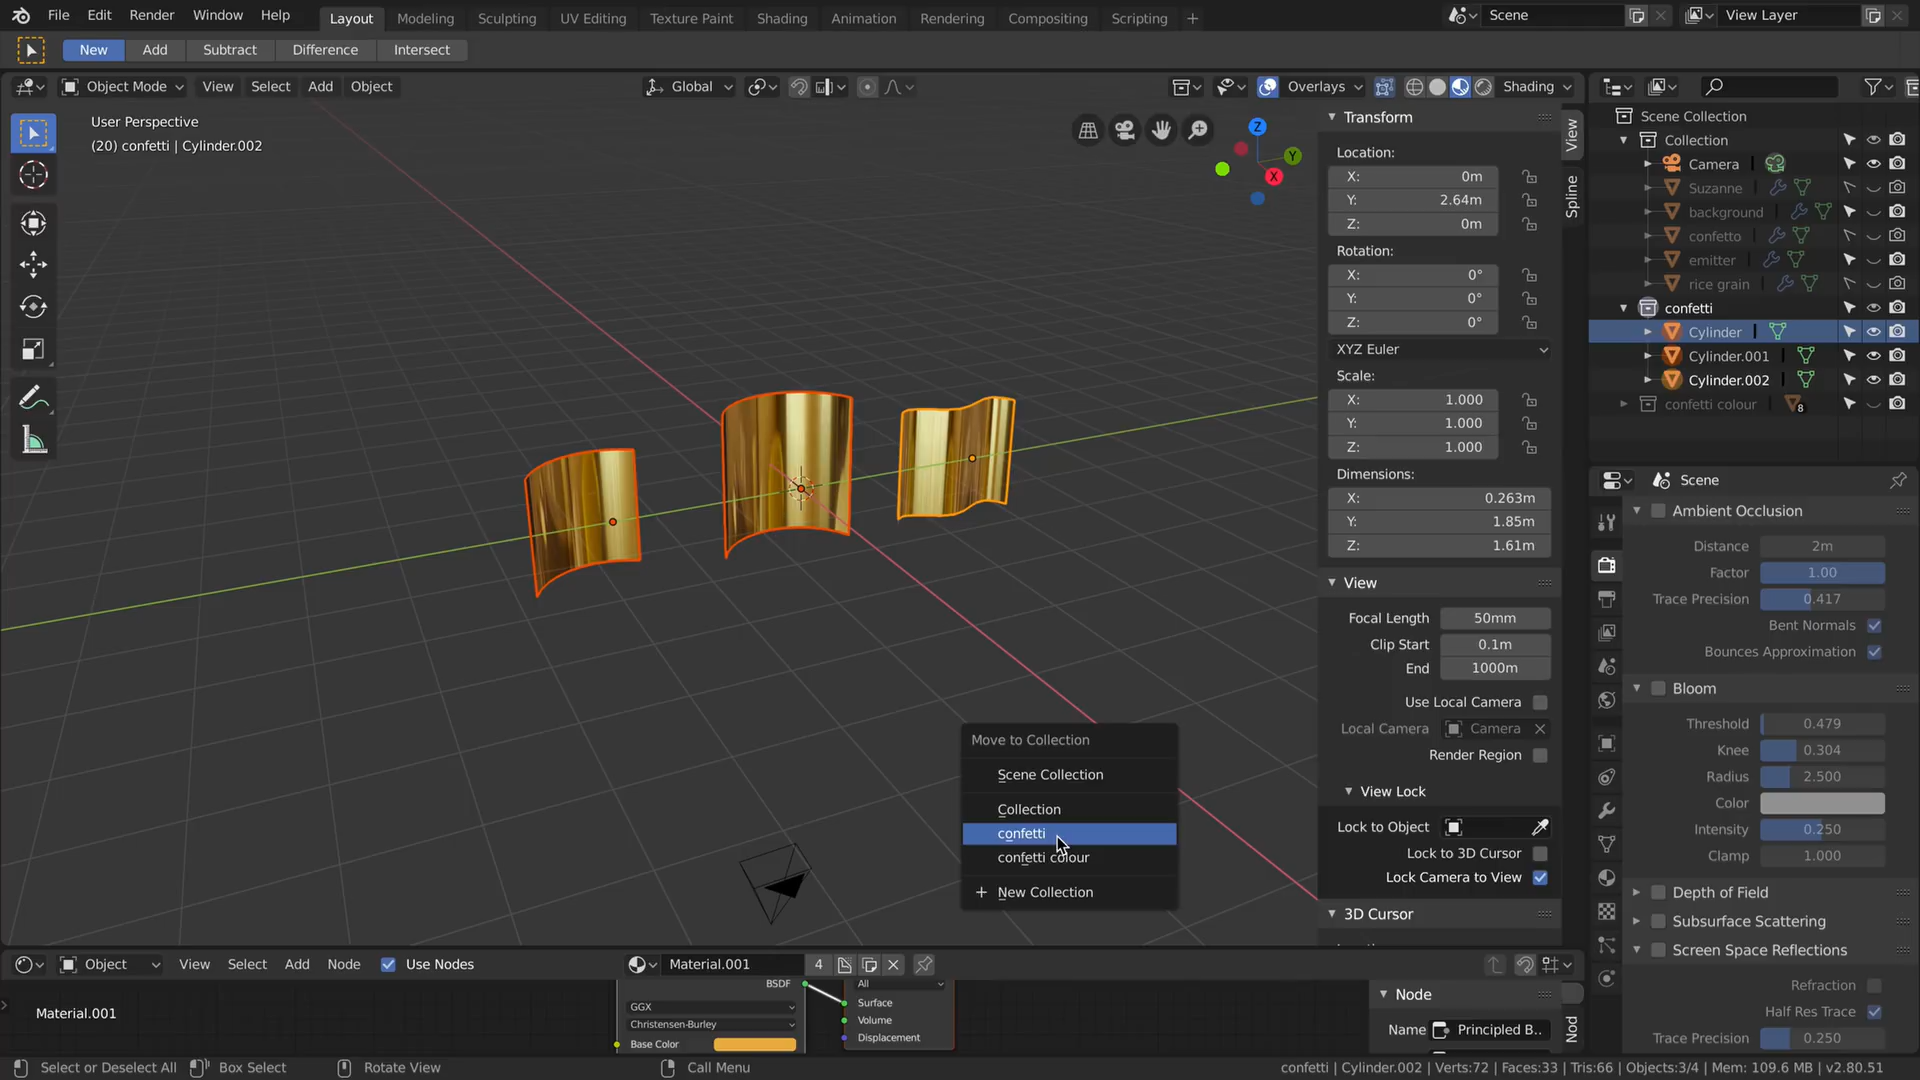 File Edit Render Window Help Layout Modeling Sculpting UV Editing Texture Paint Shading Animation Rendering Compositing Scripting Scene View Layer
New Add Subtract Difference Intersect
Object Mode View Select Add Object Global Overlays Shading
User Perspective
(20) confetti | Cylinder.002
Z
Y
X
Transform
Location:
X: 0m
Y: 2.64m
Z: 0m
Rotation:
X: 0°
Y: 0°
Z: 0°
XYZ Euler
Scale:
X: 1.000
Y: 1.000
Z: 1.000
Dimensions:
X: 0.263m
Y: 1.85m
Z: 1.61m
View
Focal Length 50mm
Clip Start 0.1m
End 1000m
Use Local Camera
Local Camera Camera
Render Region
View Lock
Lock to Object
Lock to 3D Cursor
Lock Camera to View
3D Cursor
View
Spline
Scene Collection
Collection
Camera
Suzanne
background
confetto
emitter
rice grain
confetti
Cylinder
Cylinder.001
Cylinder.002
confetti colour 8
Scene
Ambient Occlusion
Distance 2m
Factor 1.00
Trace Precision 0.417
Bent Normals
Bounces Approximation
Bloom
Threshold 0.479
Knee 0.304
Radius 2.500
Color
Intensity 0.250
Clamp 1.000
Depth of Field
Subsurface Scattering
Screen Space Reflections
Refraction
Half Res Trace
Trace Precision 0.250
Move to Collection
Scene Collection
Collection
confetti
confetti colour
New Collection
Object View Select Add Node Use Nodes Material.001 4
Material.001
BSDF
GGX
Christensen-Burley
Base Color
All
Surface
Volume
Displacement
Node
Name Principled B..
Nod
Select or Deselect All Box Select Rotate View Call Menu confetti | Cylinder.002 | Verts:72 | Faces:33 | Tris:66 | Objects:3/4 | Mem: 109.6 MB | v2.80.51